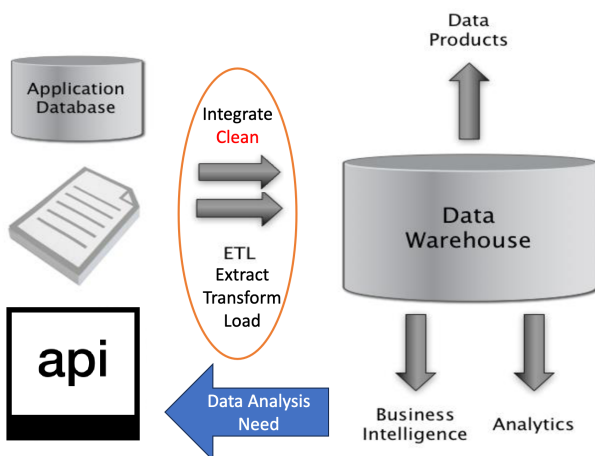 Application
Database
api
Integrate
Clean
ETL
Extract
Transform
Load
Data Analysis
Need
Data
Products
Data
Warehouse
Business
Intelligence
Analytics